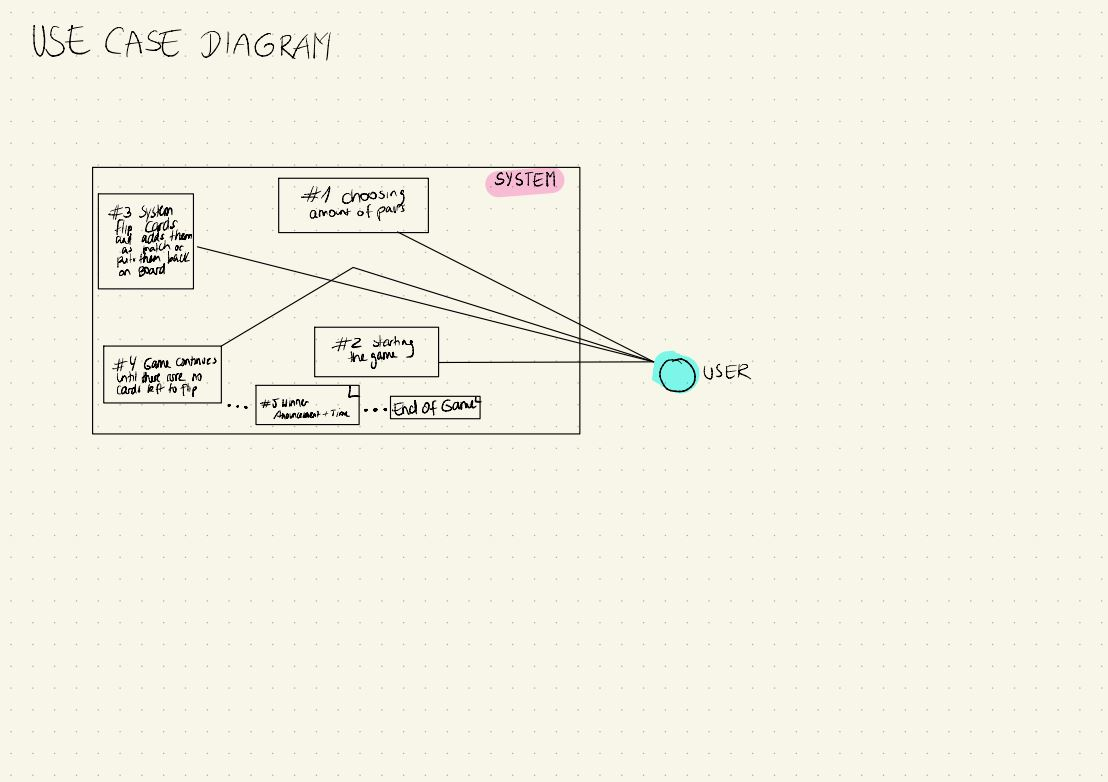 USE CASE DIAGRAM
SYSTEM
#1 choosing
amount of pairs
#3 System
flip Cards
and adds them
as match or
puts them back
on Board
#2 starting
the game
#4 Game continues
until there are no
cards left to flip
#5 Winner
Anouncement + Time
End Of Game
USER